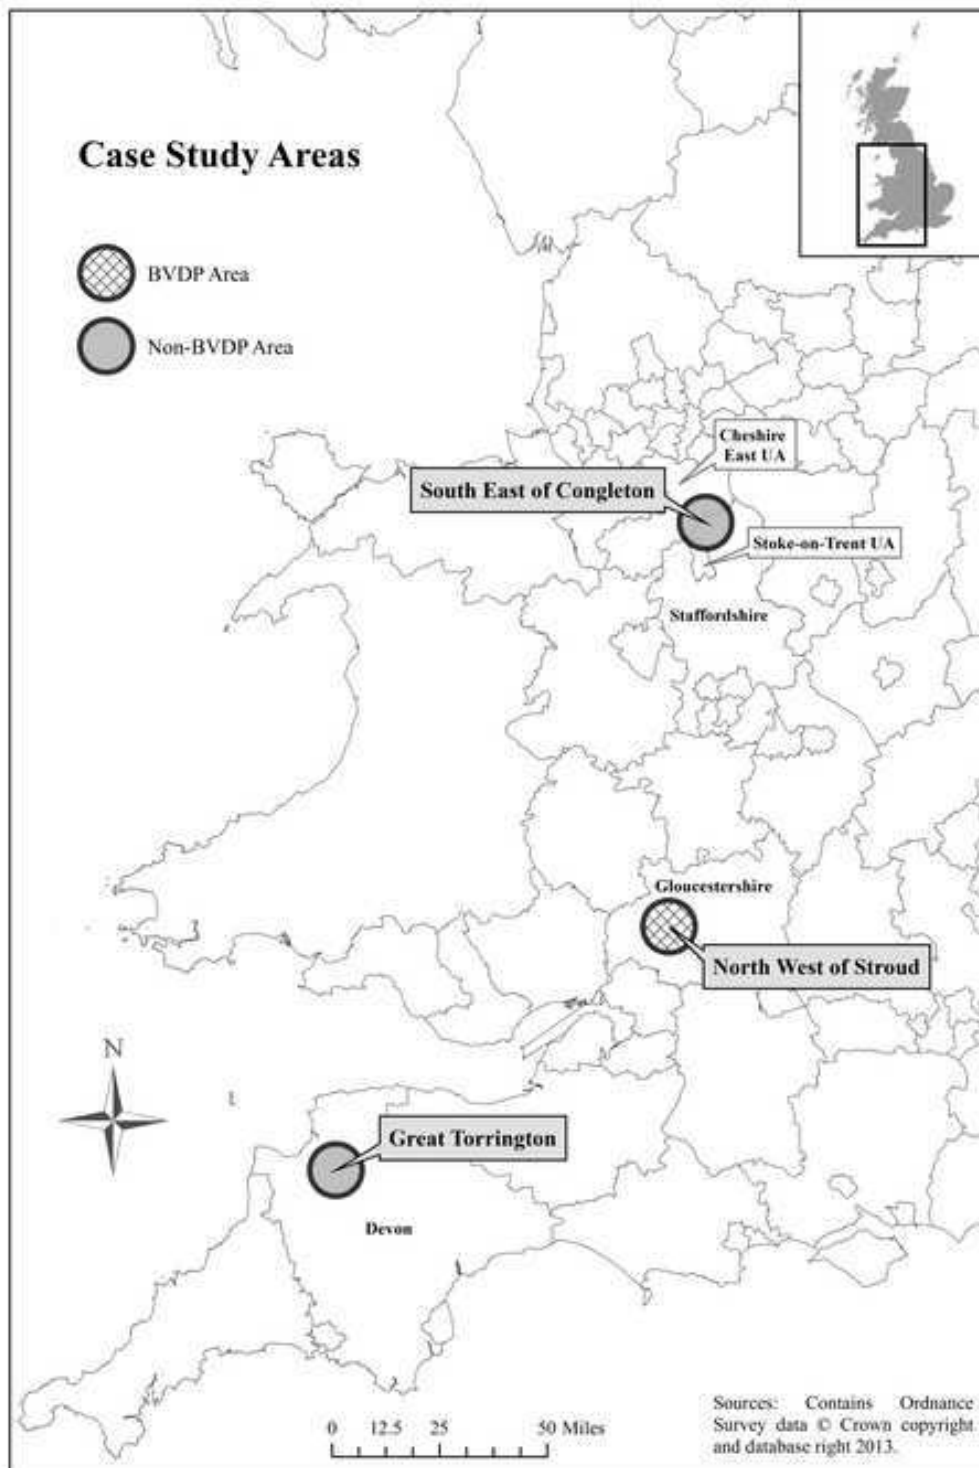 Case Study Areas
BVDP Area
Non-BVDP Area
Cheshire
East UA
South East of Congleton
Stoke-on-Trent UA
Staffordshire
Gloucestershire
North West of Stroud
N
Great Torrington
Devon
0 12.5 25 50 Miles
Sources: Contains Ordnance
Survey data © Crown copyright
and database right 2013.